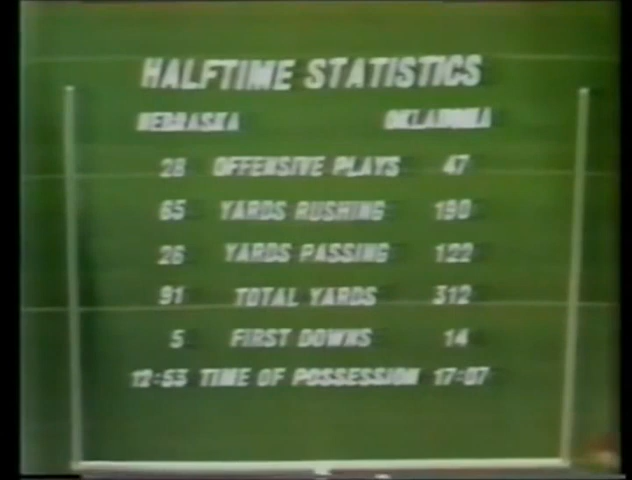 HALFTIME STATISTICS
NEBRASKA OKLAHOMA
28 OFFENSIVE PLAYS 47
65 YARDS RUSHING 190
26 YARDS PASSING 122
91 TOTAL YARDS 312
5 FIRST DOWNS 14
12:53 TIME OF POSSESSION 17:07